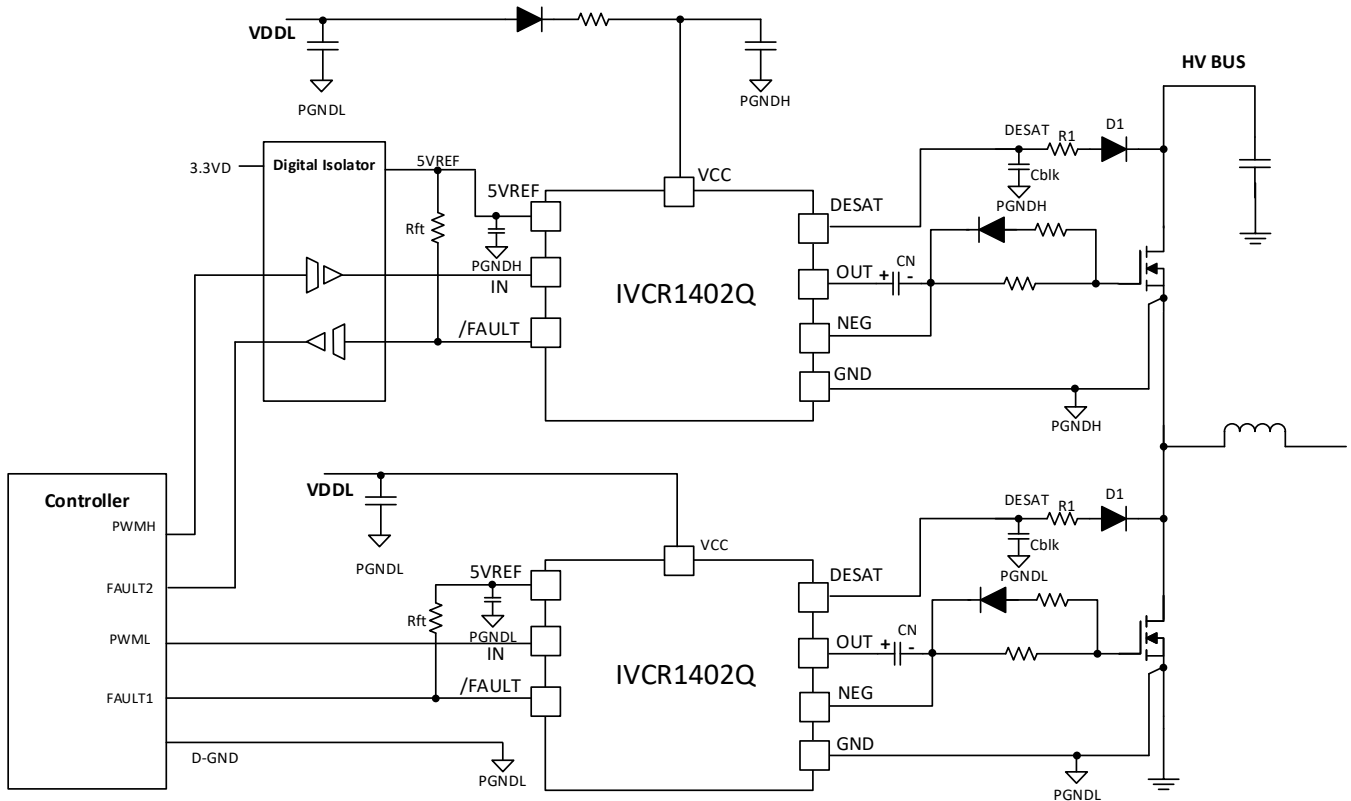 VDDL
PGNDL
PGNDH
HV BUS
3.3VD
Digital Isolator
5VREF
Rft
PGNDH
5VREF
IN
/FAULT
VCC
IVCR1402Q
DESAT
OUT
NEG
GND
+
CN
-
DESAT
R1
D1
Cblk
PGNDH
PGNDH
Controller
PWMH
FAULT2
PWML
FAULT1
D-GND
PGNDL
VDDL
PGNDL
5VREF
Rft
PGNDL
IN
/FAULT
VCC
IVCR1402Q
DESAT
OUT
NEG
GND
+
CN
-
DESAT
R1
D1
Cblk
PGNDL
PGNDL